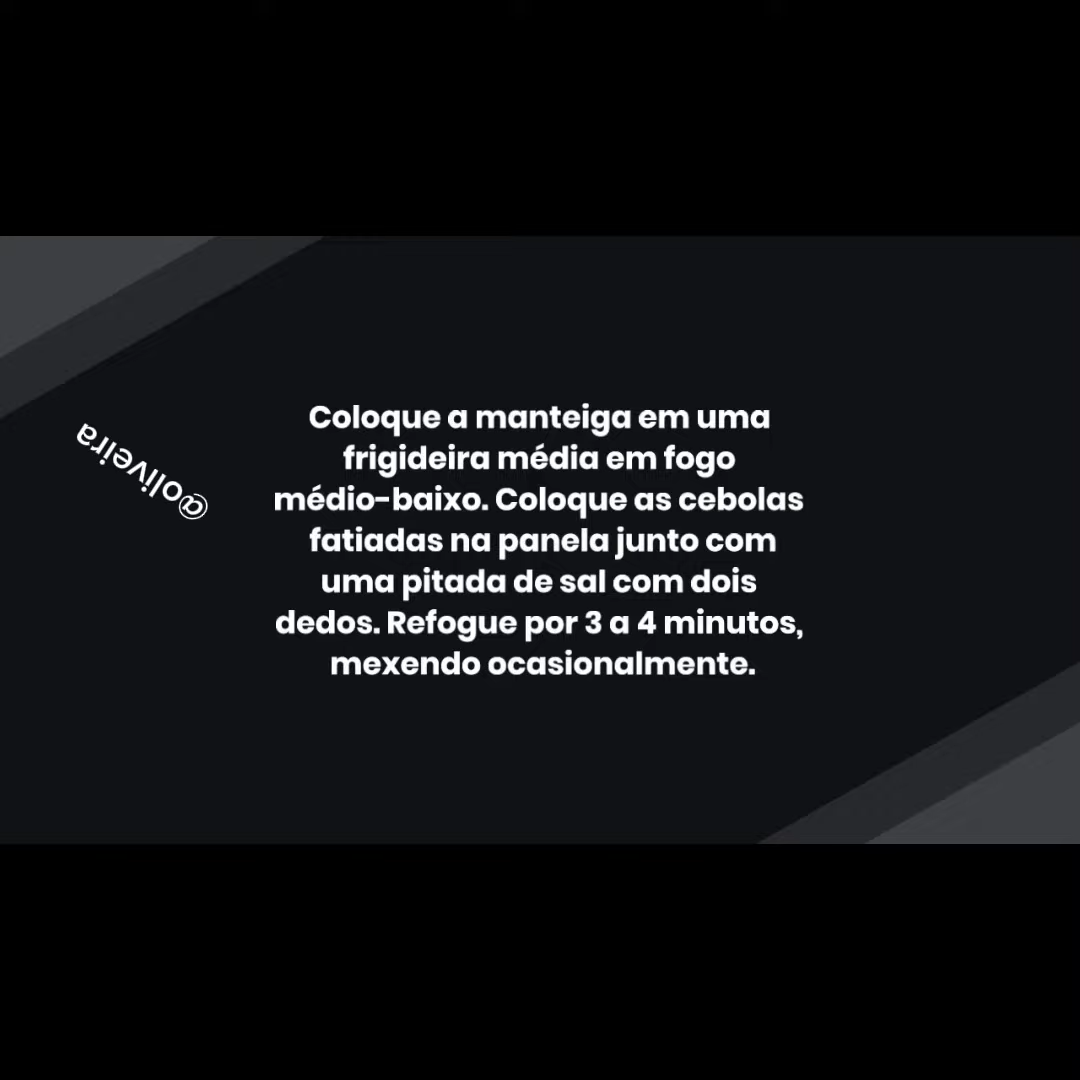 Coloque a manteiga em uma
frigideira média em fogo
médio-baixo. Coloque as cebolas
fatiadas na panela junto com
uma pitada de sal com dois
dedos. Refogue por 3 a 4 minutos,
mexendo ocasionalmente.
@oliveira